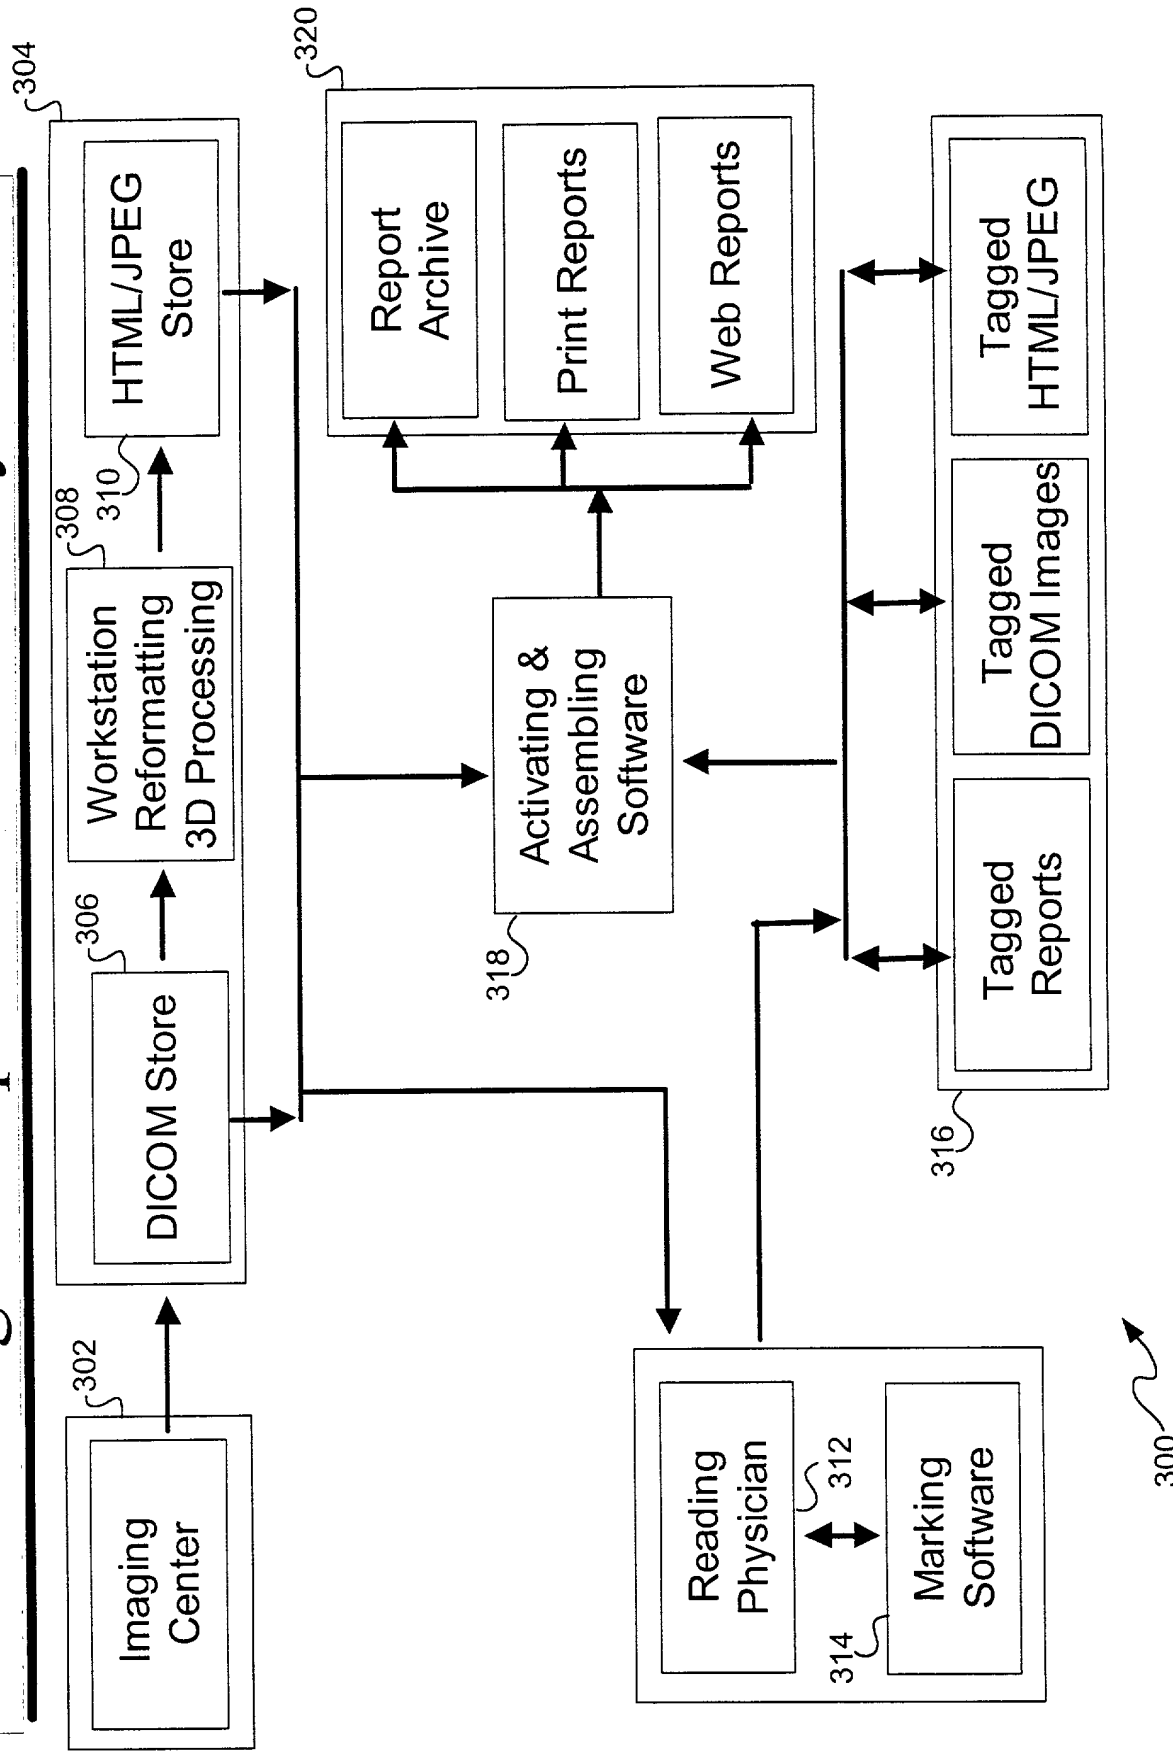 304
302
Imaging
Center
306
DICOM Store
308
Workstation
Reformatting
3D Processing
310
HTML/JPEG
Store
320
Report
Archive
Print Reports
Web Reports
318
Activating &
Assembling
Software
312
Reading
Physician
314
Marking
Software
316
Tagged
Reports
Tagged
DICOM Images
Tagged
HTML/JPEG
300